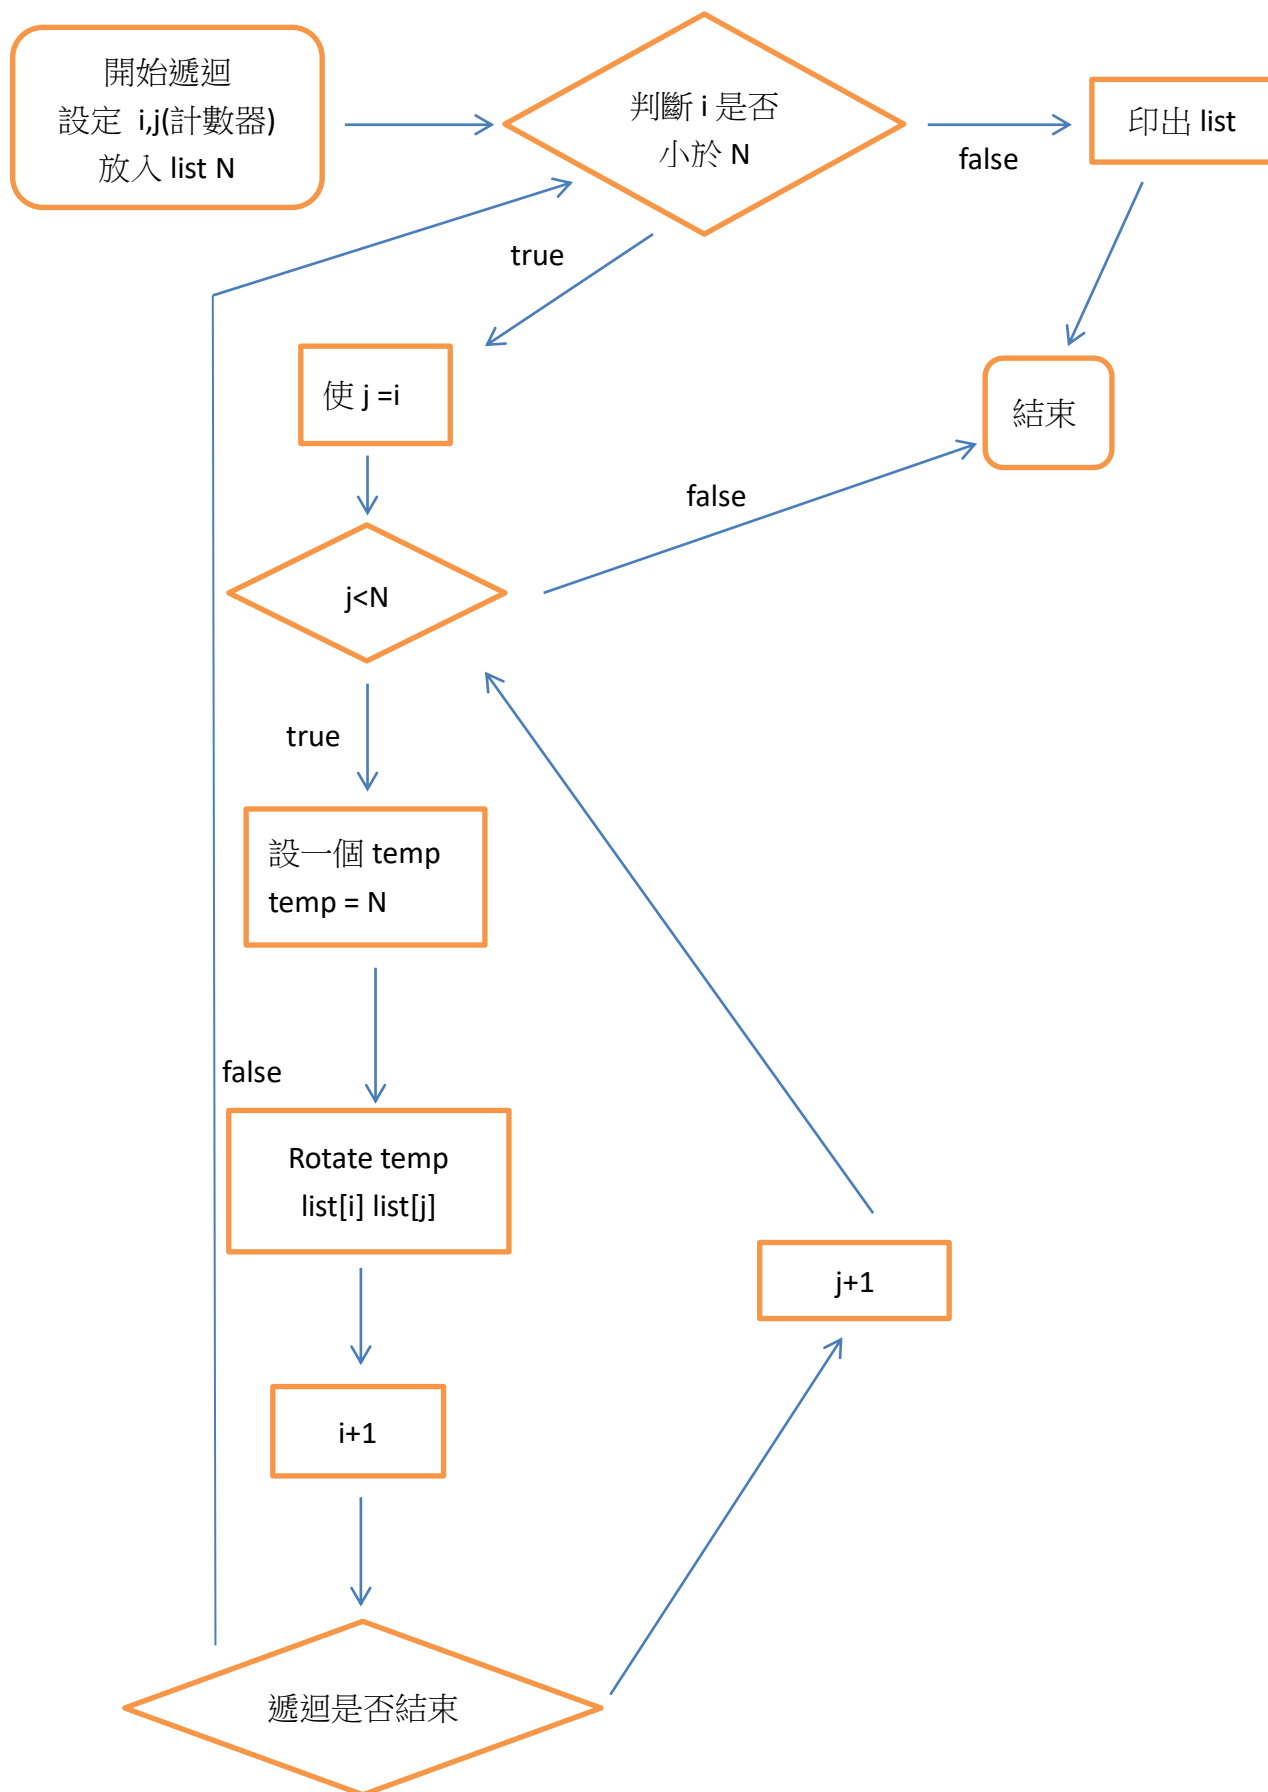 開始遞迴
設定 i,j(計數器)
放入 list N
判斷 i 是否
小於 N
false
印出 list
true
使 j =i
結束
false
j<N
true
設一個 temp
temp = N
false
Rotate temp
list[i] list[j]
j+1
i+1
遞迴是否結束